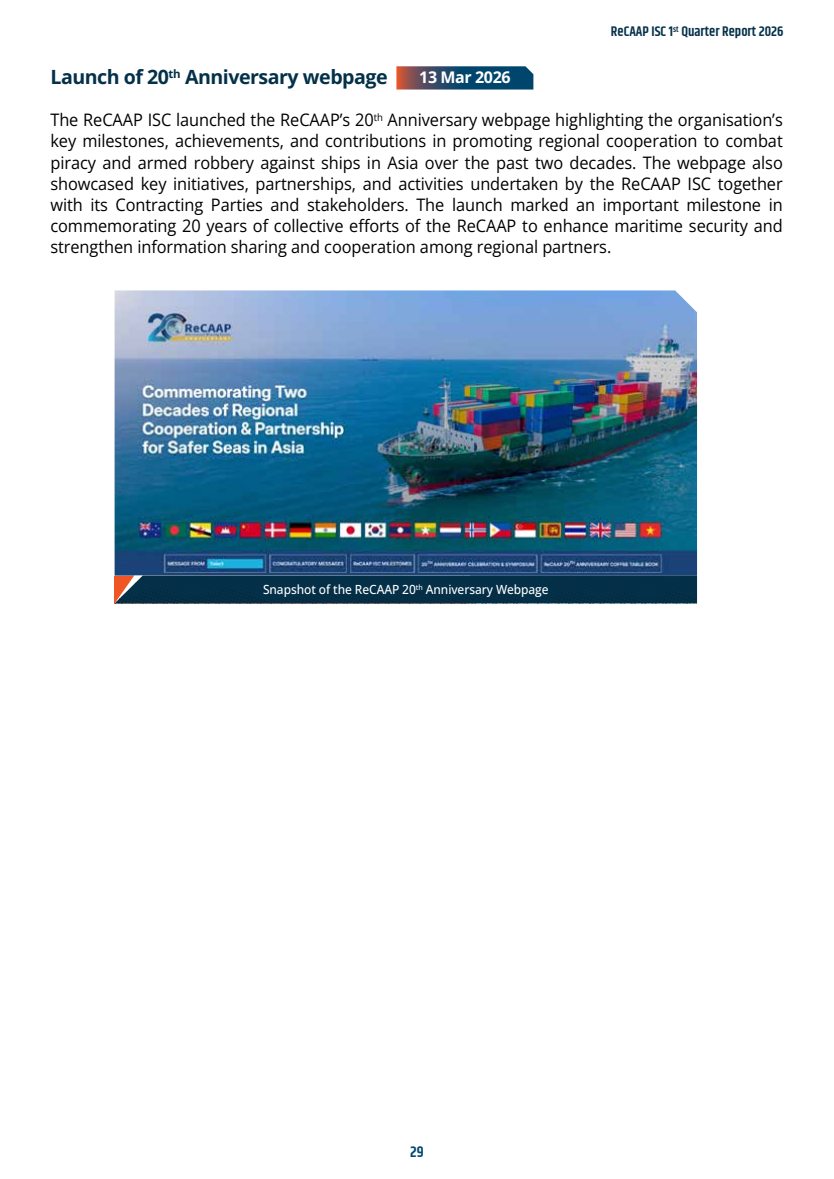 ReCAAP ISC 1st Quarter Report 2026
Launch of 20th Anniversary webpage 13 Mar 2026
The ReCAAP ISC launched the ReCAAP’s 20th Anniversary webpage highlighting the organisation’s
key milestones, achievements, and contributions in promoting regional cooperation to combat
piracy and armed robbery against ships in Asia over the past two decades. The webpage also
showcased key initiatives, partnerships, and activities undertaken by the ReCAAP ISC together
with its Contracting Parties and stakeholders. The launch marked an important milestone in
commemorating 20 years of collective efforts of the ReCAAP to enhance maritime security and
strengthen information sharing and cooperation among regional partners.
20 ReCAAP
Commemorating Two
Decades of Regional
Cooperation & Partnership
for Safer Seas in Asia
MESSAGE FROM Select CONGRATULATORY MESSAGES ReCAAP ISC MILESTONES 20TH ANNIVERSARY CELEBRATION & SYMPOSIUM ReCAAP 20TH ANNIVERSARY COFFEE TABLE BOOK
Snapshot of the ReCAAP 20th Anniversary Webpage
29